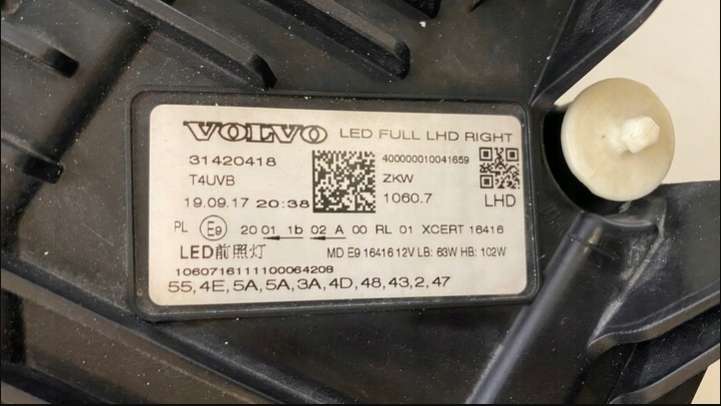 VOLVO LED FULL LHD RIGHT
31420418 400000010041659
T4UVB ZKW
19.09.17 20:38 1060.7 LHD
PL E9 20 01 1b 02 A 00 RL 01 XCERT 16416
LED前照灯 MD E9 16416 12V LB: 63W HB: 102W
1060716111100064208
55,4E,5A,5A,3A,4D,48,43,2,47